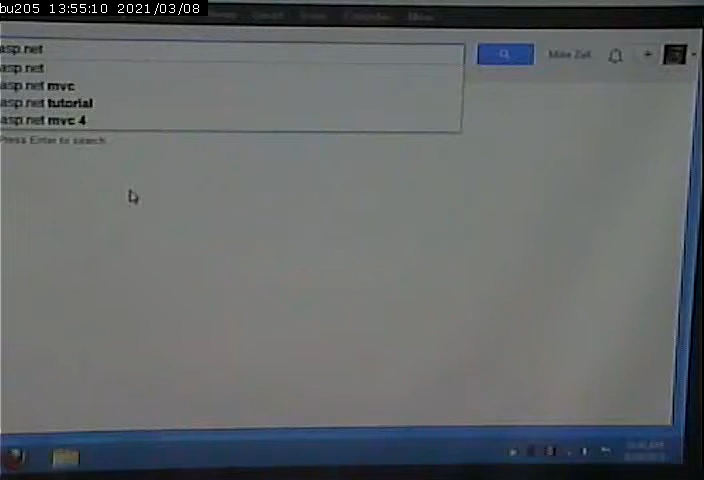 bu205 13:55:10 2021/03/08
asp.net
asp.net
asp.net mvc
asp.net tutorial
asp.net mvc 4
Press Enter to search.